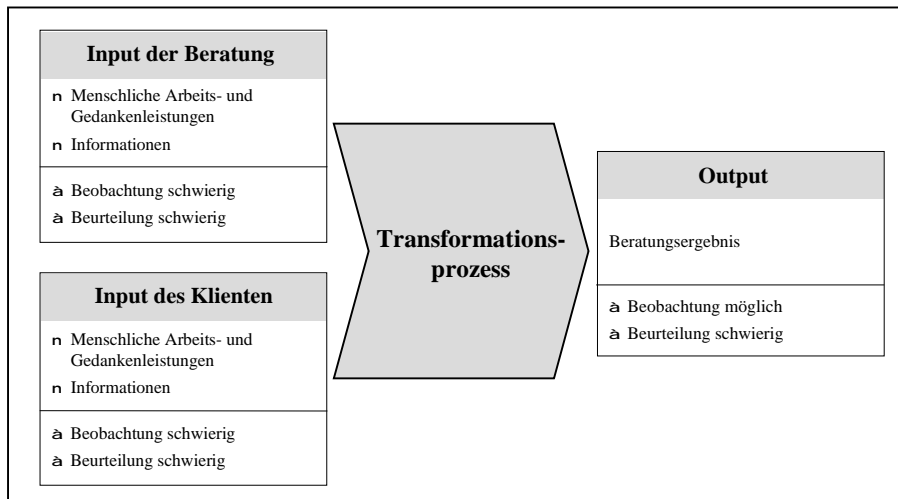 Input der Beratung
n Menschliche Arbeits- und
Gedankenleistungen
n Informationen
à Beobachtung schwierig
à Beurteilung schwierig
Input des Klienten
n Menschliche Arbeits- und
Gedankenleistungen
n Informationen
à Beobachtung schwierig
à Beurteilung schwierig
Transformations-
prozess
Output
Beratungsergebnis
à Beobachtung möglich
à Beurteilung schwierig